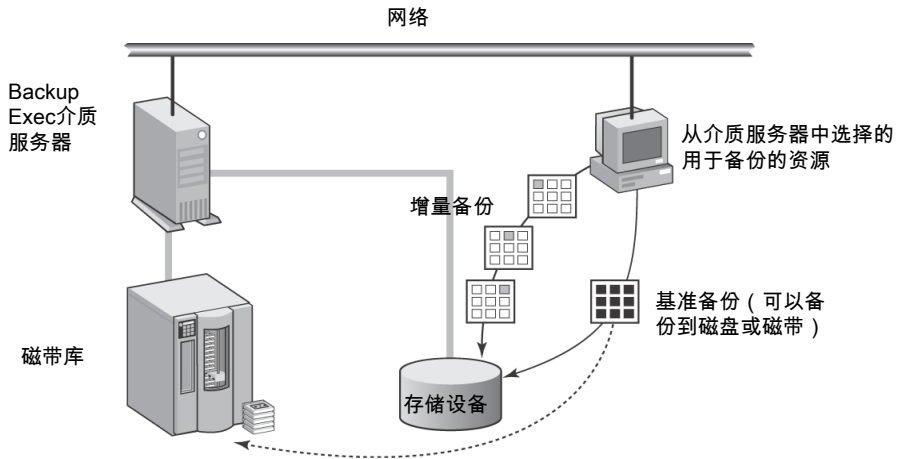 网络
Backup
Exec介质
服务器
从介质服务器中选择的
用于备份的资源
增量备份
基准备份（可以备
份到磁盘或磁带）
磁带库
存储设备